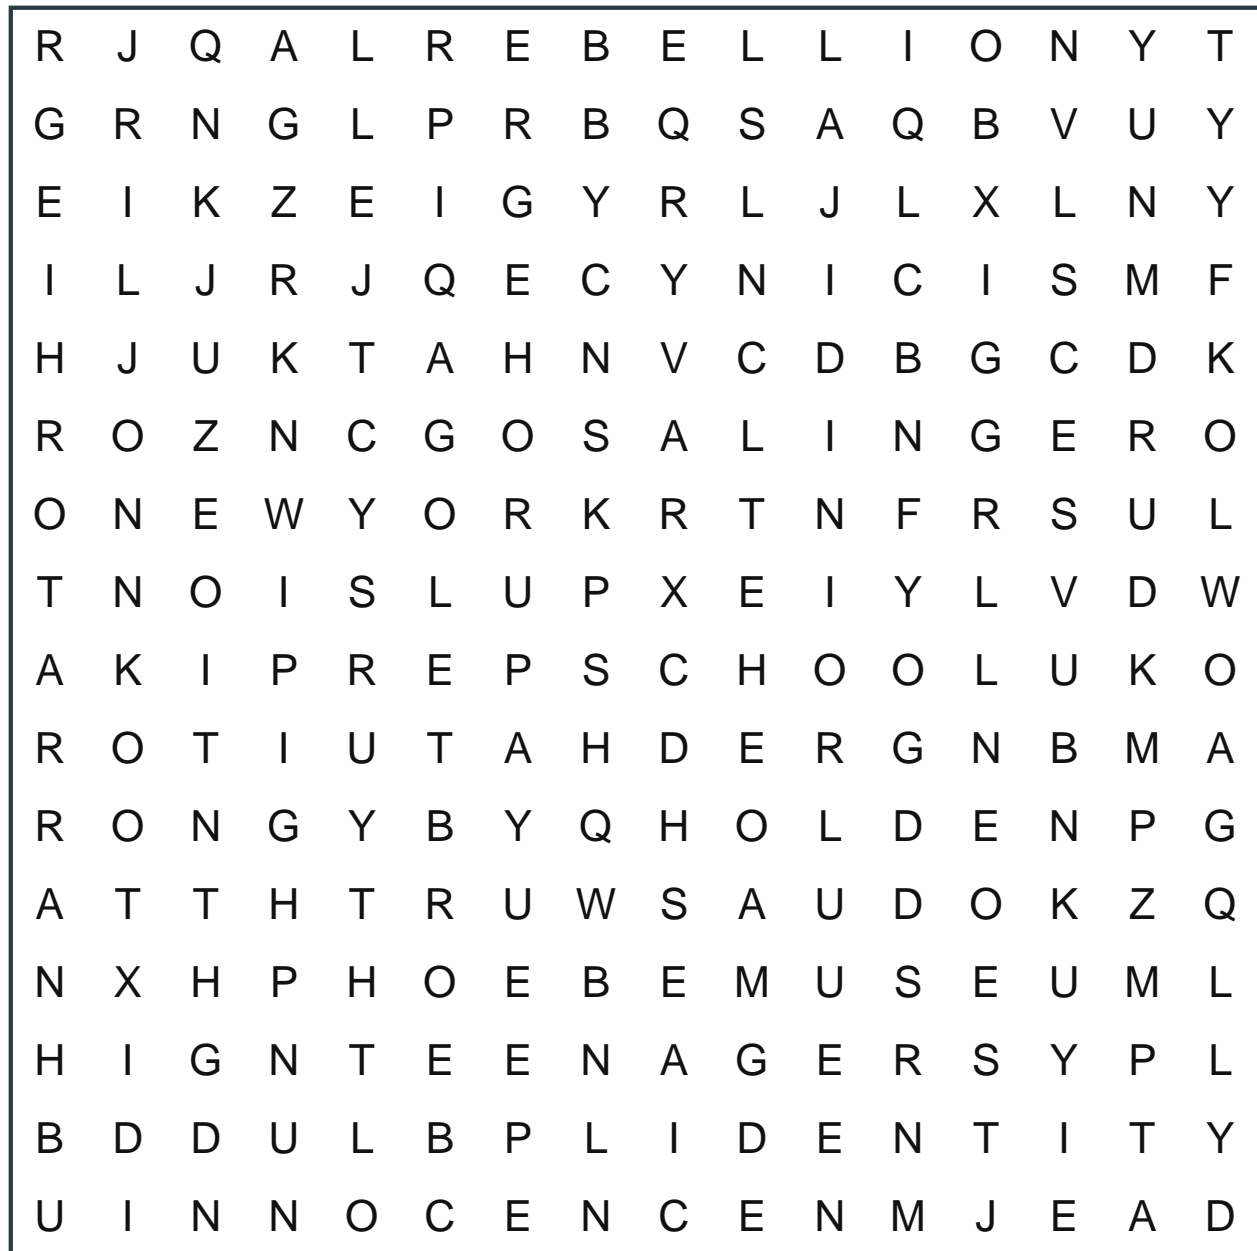 R J Q A L R E B E L L I O N Y T
G R N G L P R B Q S A Q B V U Y
E I K Z E I G Y R L J L X L N Y
I L J R J Q E C Y N I C I S M F
H J U K T A H N V C D B G C D K
R O Z N C G O S A L I N G E R O
O N E W Y O R K R T N F R S U L
T N O I S L U P X E I Y L V D W
A K I P R E P S C H O O L U K O
R O T I U T A H D E R G N B M A
R O N G Y B Y Q H O L D E N P G
A T T H T R U W S A U D O K Z Q
N X H P H O E B E M U S E U M L
H I G N T E E N A G E R S Y P L
B D D U L B P L I D E N T I T Y
U I N N O C E N C E N M J E A D